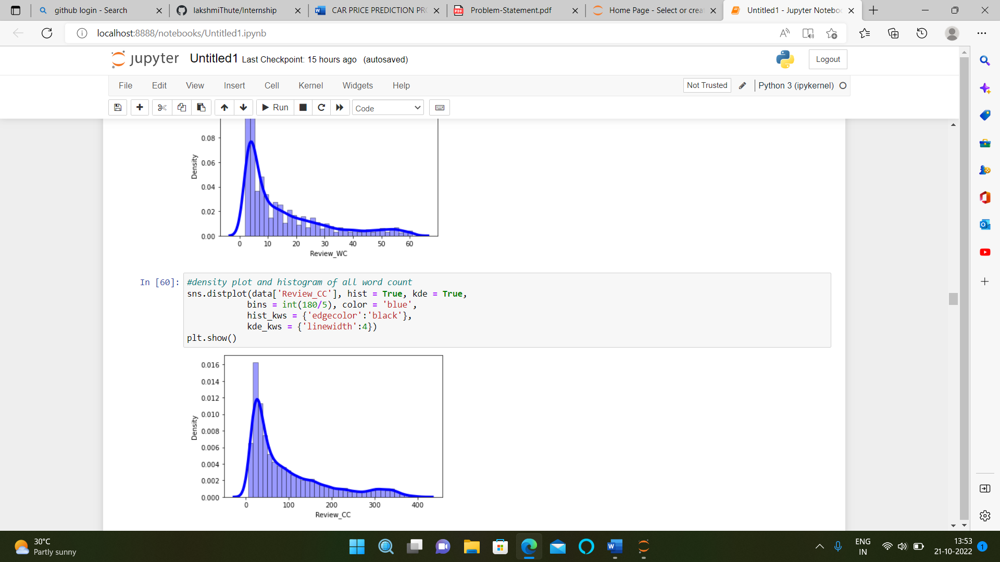 github login - Search
lakshmiThute/Internship
CAR PRICE PREDICTION PRO
Problem-Statement.pdf
Home Page - Select or crea
Untitled1 - Jupyter Noteboo
localhost:8888/notebooks/Untitled1.ipynb
jupyter Untitled1 Last Checkpoint: 15 hours ago (autosaved)
Logout
File Edit View Insert Cell Kernel Widgets Help
Not Trusted Python 3 (ipykernel)
Run Code
0.08
0.06
0.04
0.02
0.00
Density
0 10 20 30 40 50 60
Review_WC
In [60]: #density plot and histogram of all word count
sns.distplot(data['Review_CC'], hist = True, kde = True,
bins = int(180/5), color = 'blue',
hist_kws = {'edgecolor':'black'},
kde_kws = {'linewidth':4})
plt.show()
0.016
0.014
0.012
0.010
0.008
0.006
0.004
0.002
0.000
Density
0 100 200 300 400
Review_CC
30°C
Partly sunny
ENG
IN
13:53
21-10-2022
1